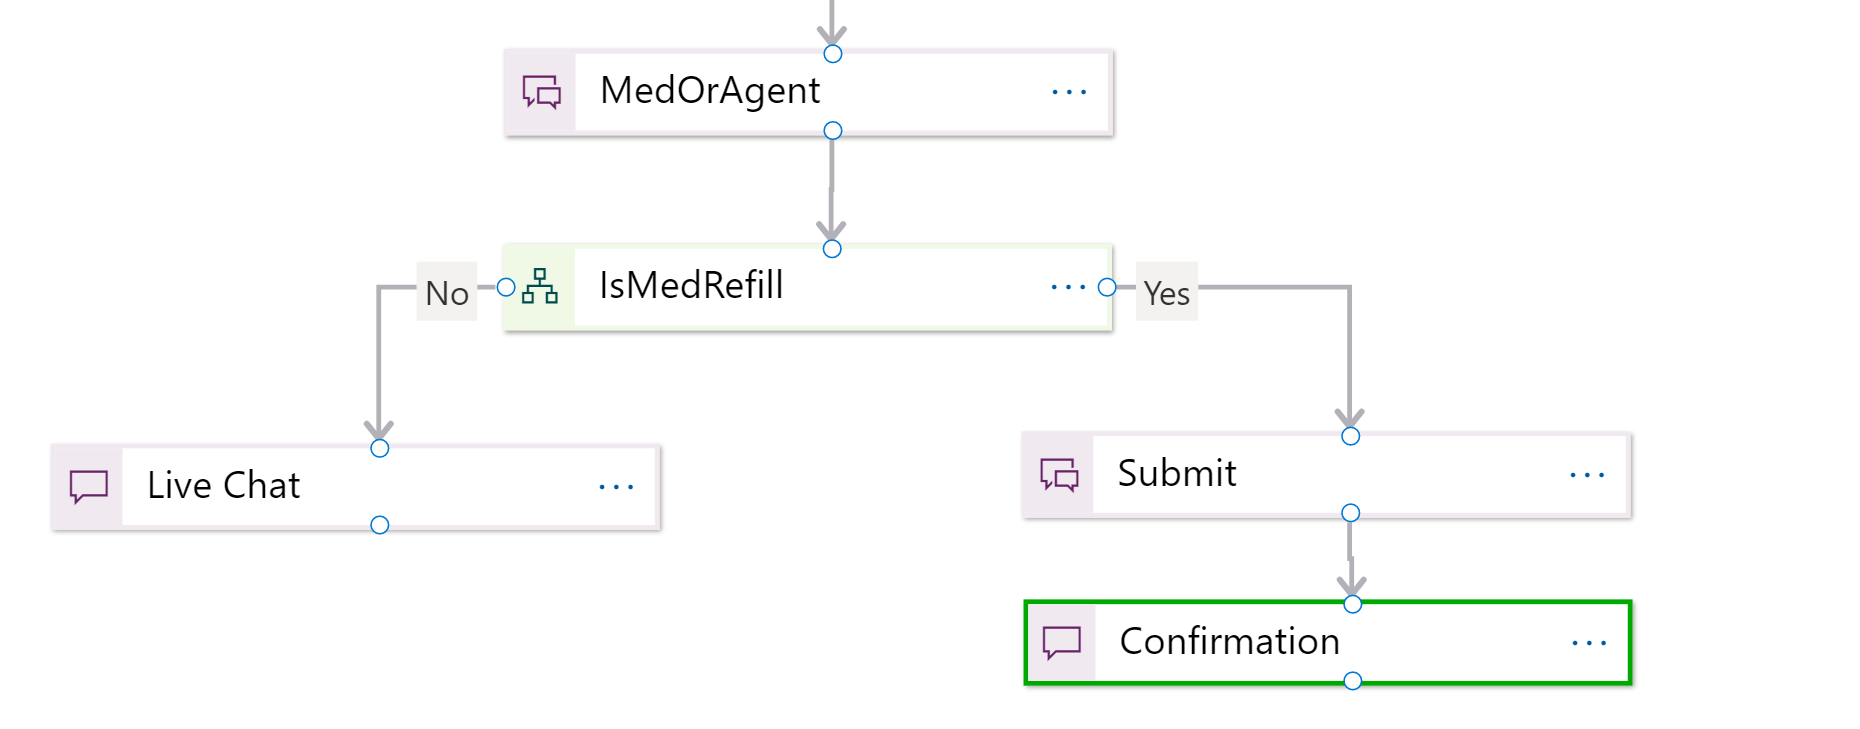 MedOrAgent
...
No
IsMedRefill
...
Yes
Live Chat
...
Submit
...
Confirmation
...